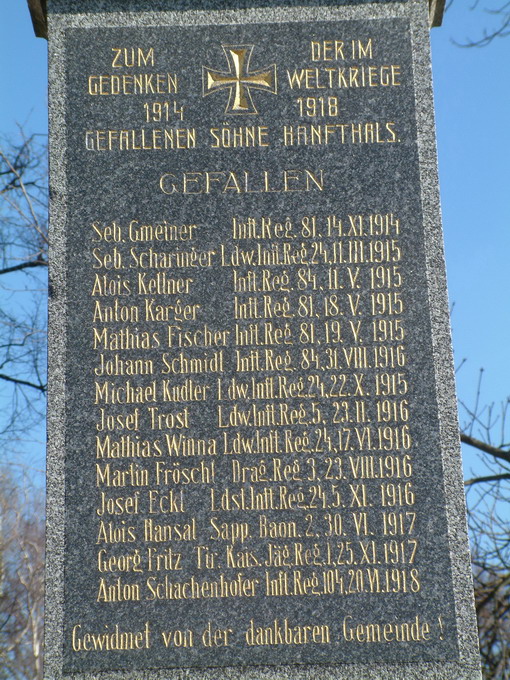 ZUM DER IM
GEDENKEN WELTKRIEGE
1914 1918
GEFALLENEN SÖHNE HANFTHALS.
GEFALLEN
Seb. Gmeiner Inft. Reg. 81, 14. XI. 1914
Seb. Scharinger Ldw. Inft. Reg. 24, 11. III. 1915
Alois Kellner Inft. Reg. 84, 11. V. 1915
Anton Karger Inft. Reg. 81, 18. V. 1915
Mathias Fischer Inft. Reg. 81, 19. V. 1915
Johann Schmidl Inft. Reg. 84, 31. VIII. 1916
Michael Kudler Ldw. Inft. Reg. 24, 22. X. 1915
Josef Trost Ldw. Inft. Reg. 5, 23. II. 1916
Mathias Wiuna Ldw. Inft. Reg. 24, 17. VI. 1916
Martin Fröschl Drag. Reg. 3, 23. VIII. 1916
Josef Eckl Ldst. Inft. Reg. 24, 5. XI. 1916
Alois Hansal Sapp. Baon. 2, 30. VI. 1917
Georg Fritz Tir. Kais. Jäg. Reg. 1, 25. XI. 1917
Anton Schachenhofer Inft. Reg. 104, 20. VI. 1918
Gewidmet von der dankbaren Gemeinde !